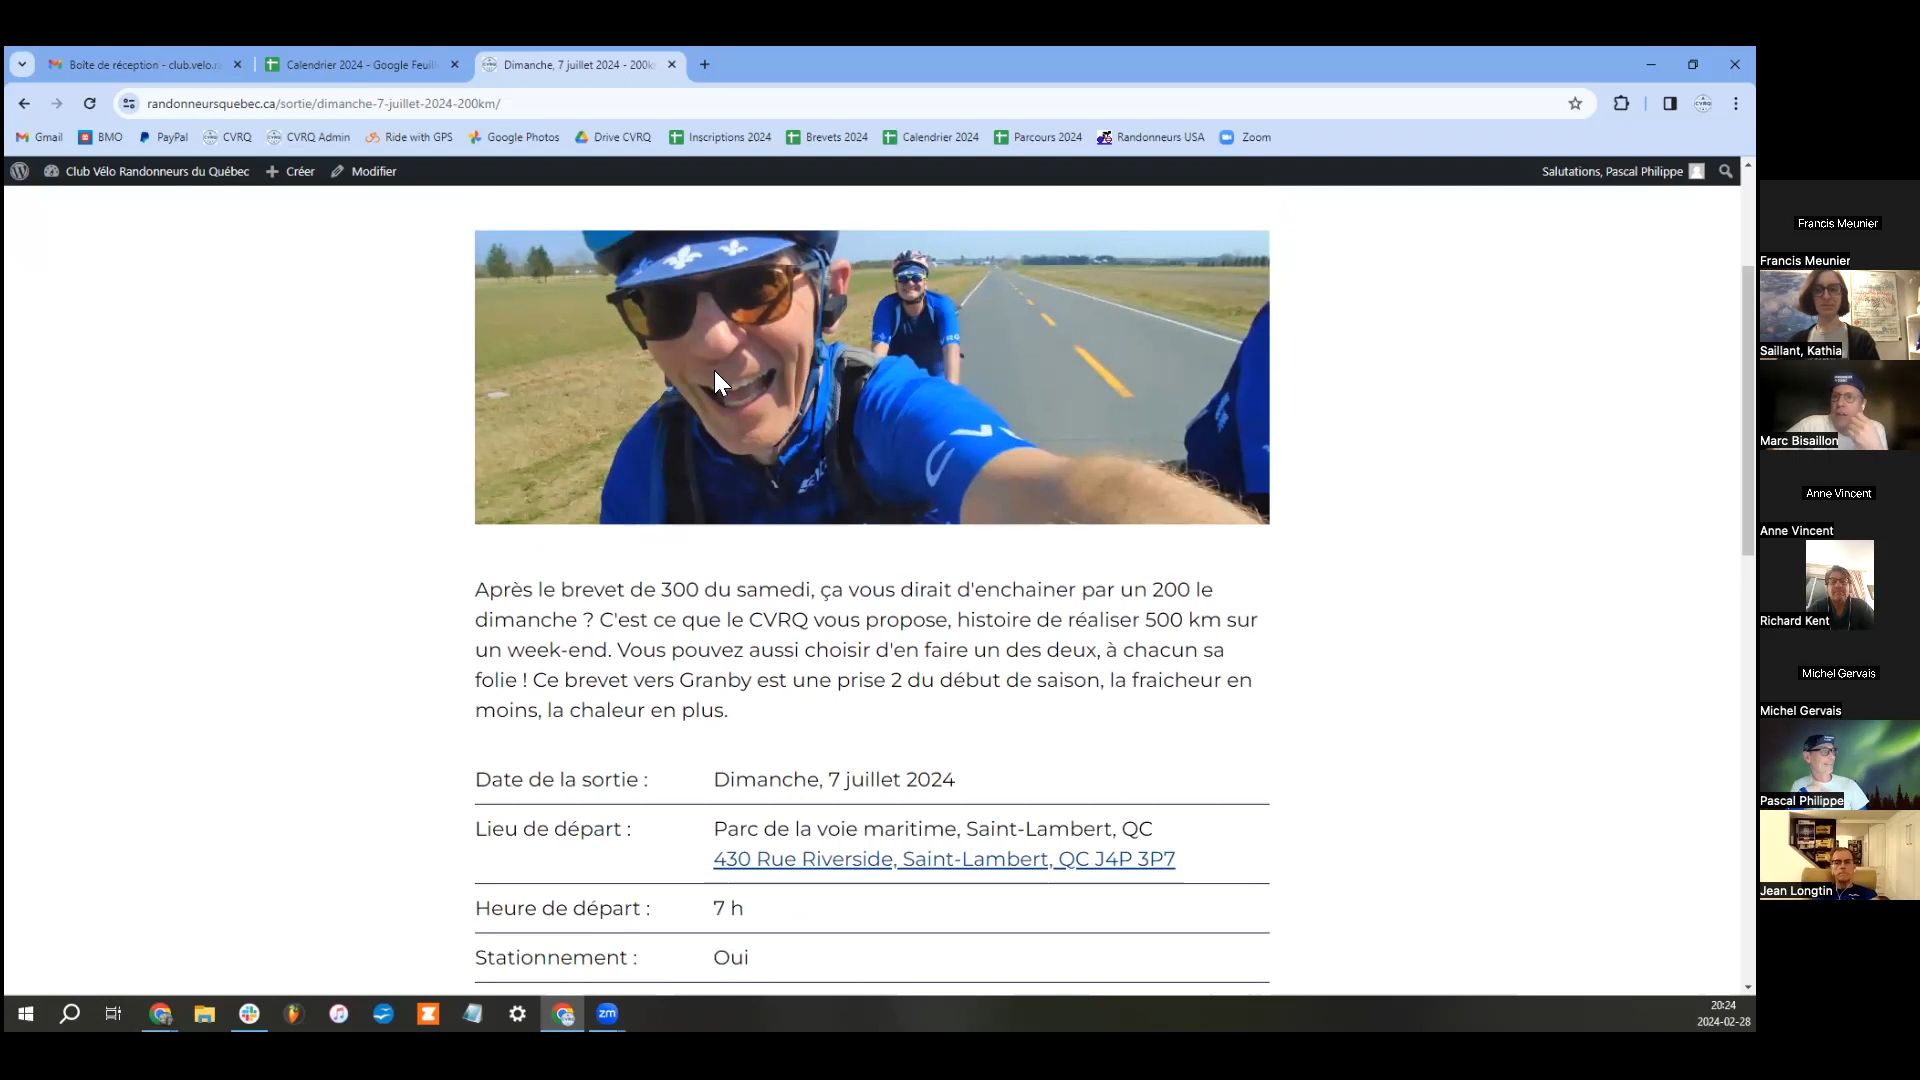 Boîte de réception - club.velo.r
Calendrier 2024 - Google Feuill
Dimanche, 7 juillet 2024 - 200k
randonneursquebec.ca/sortie/dimanche-7-juillet-2024-200km/
Gmail
BMO
PayPal
CVRQ
CVRQ Admin
Ride with GPS
Google Photos
Drive CVRQ
Inscriptions 2024
Brevets 2024
Calendrier 2024
Parcours 2024
Randonneurs USA
Zoom
Club Vélo Randonneurs du Québec
Créer
Modifier
Salutations, Pascal Philippe
Après le brevet de 300 du samedi, ça vous dirait d'enchainer par un 200 le
dimanche ? C'est ce que le CVRQ vous propose, histoire de réaliser 500 km sur
un week-end. Vous pouvez aussi choisir d'en faire un des deux, à chacun sa
folie ! Ce brevet vers Granby est une prise 2 du début de saison, la fraicheur en
moins, la chaleur en plus.
Date de la sortie : Dimanche, 7 juillet 2024
Lieu de départ : Parc de la voie maritime, Saint-Lambert, QC
430 Rue Riverside, Saint-Lambert, QC J4P 3P7
Heure de départ : 7 h
Stationnement : Oui
Francis Meunier
Francis Meunier
Saillant, Kathia
Marc Bisaillon
Anne Vincent
Anne Vincent
Richard Kent
Michel Gervais
Michel Gervais
Pascal Philippe
Jean Longtin
zm
20:24
2024-02-28